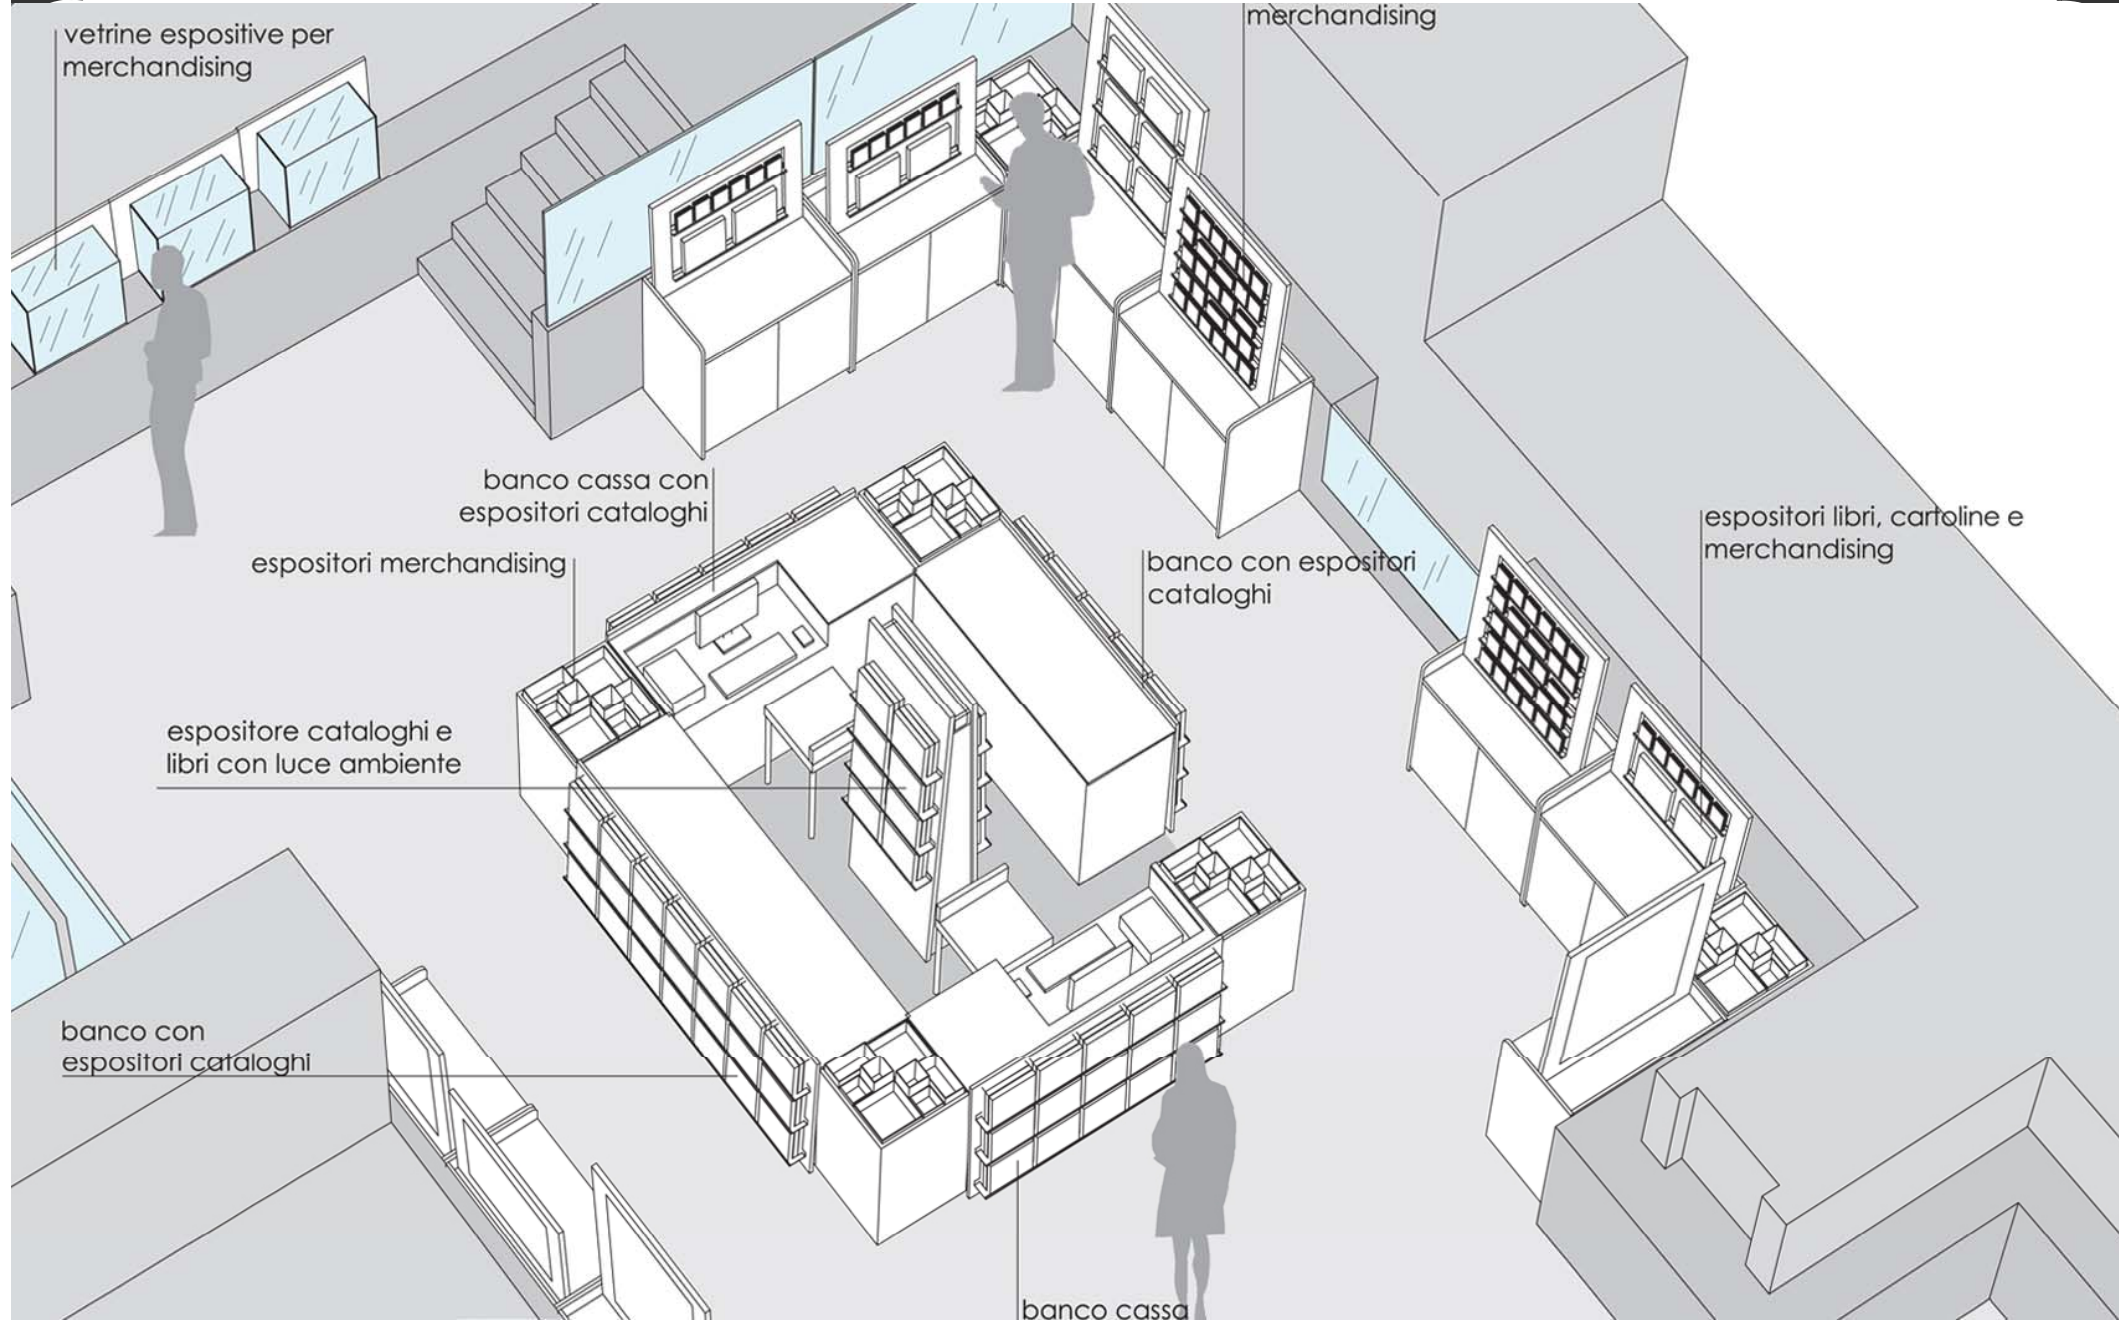 vetrine espositive per
merchandising
merchandising
banco cassa con
espositori cataloghi
espositori merchandising
banco con espositori
cataloghi
espositori libri, cartoline e
merchandising
espositore cataloghi e
libri con luce ambiente
banco con
espositori cataloghi
banco cassa